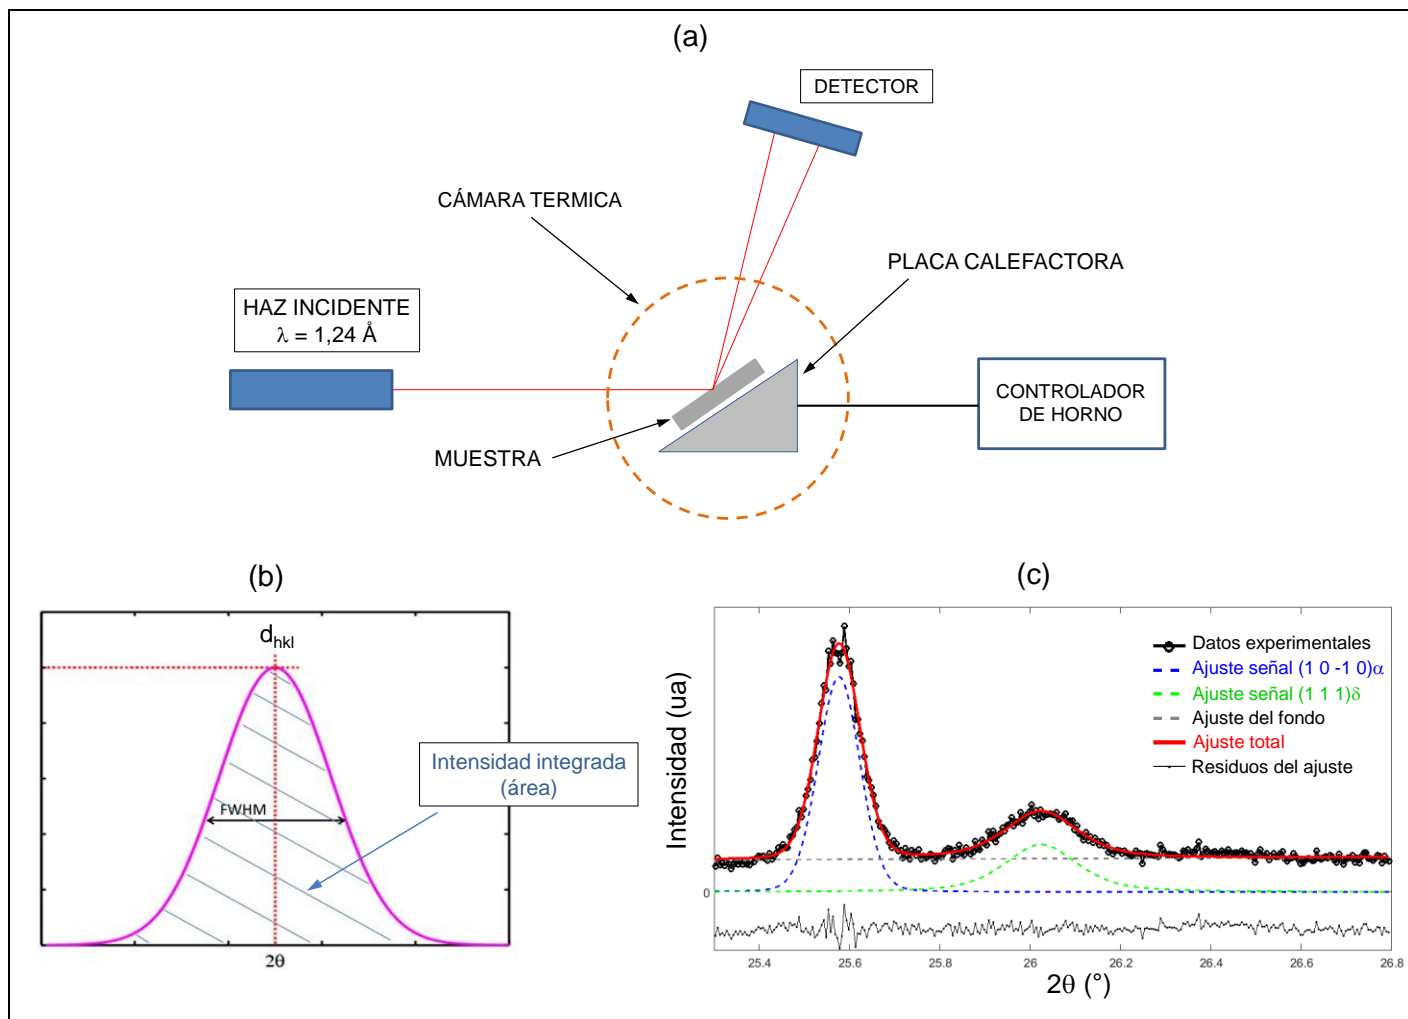 (a)
DETECTOR
CÁMARA TERMICA
PLACA CALEFACTORA
HAZ INCIDENTE
λ = 1,24 Å
CONTROLADOR
DE HORNO
MUESTRA
(b)
d_hkl
Intensidad integrada
(área)
FWHM
2θ
(c)
Datos experimentales
Ajuste señal (1 0 -1 0)α
Ajuste señal (1 1 1)δ
Ajuste del fondo
Ajuste total
Residuos del ajuste
Intensidad (ua)
0
25.4 25.6 25.8 26 26.2 26.4 26.6 26.8
2θ (°)